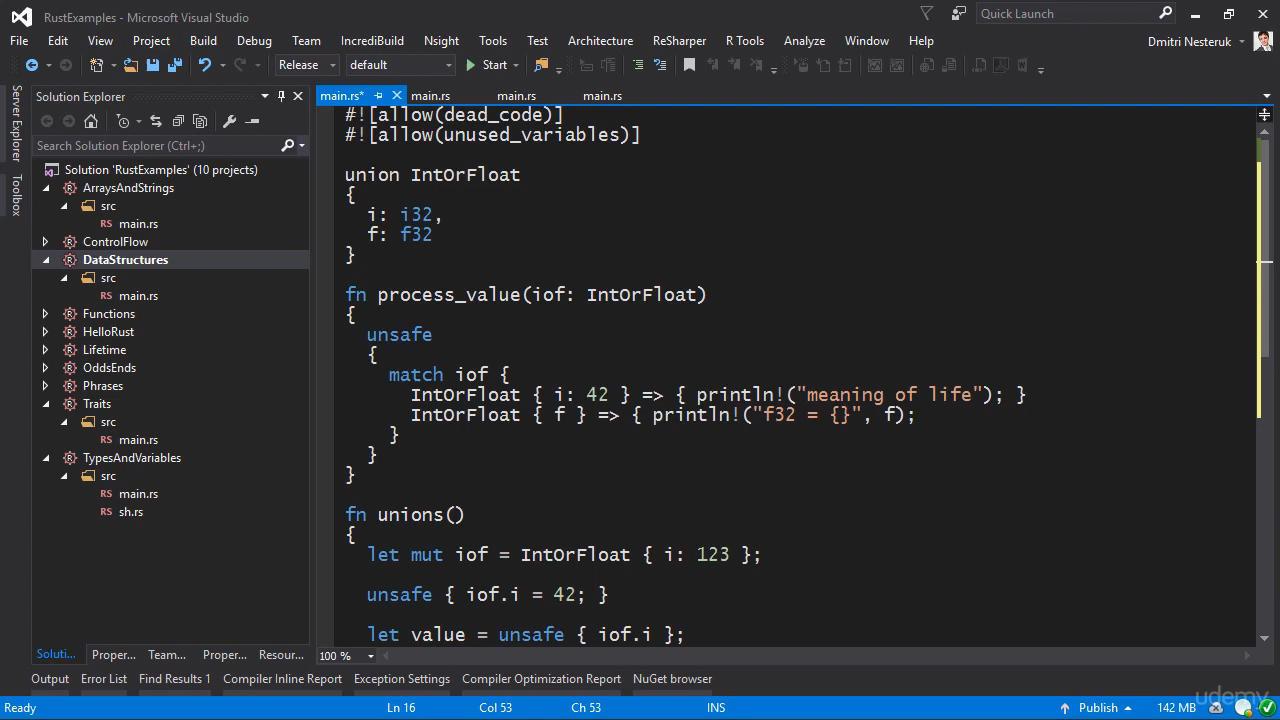 RustExamples - Microsoft Visual Studio
Quick Launch
File Edit View Project Build Debug Team IncrediBuild Nsight Tools Test Architecture ReSharper R Tools Analyze Window Help Dmitri Nesteruk
Release default Start
Server Explorer
Toolbox
Solution Explorer
Search Solution Explorer (Ctrl+;)
Solution 'RustExamples' (10 projects)
ArraysAndStrings
src
RS main.rs
ControlFlow
DataStructures
src
RS main.rs
Functions
HelloRust
Lifetime
OddsEnds
Phrases
Traits
src
RS main.rs
TypesAndVariables
src
RS main.rs
RS sh.rs
Soluti... Proper... Team... Proper... Resour...
main.rs* main.rs main.rs main.rs
#![allow(dead_code)]
#![allow(unused_variables)]
union IntOrFloat
{
i: i32,
f: f32
}
fn process_value(iof: IntOrFloat)
{
unsafe
{
match iof {
IntOrFloat { i: 42 } => { println!("meaning of life"); }
IntOrFloat { f } => { println!("f32 = {}", f);
}
}
}
fn unions()
{
let mut iof = IntOrFloat { i: 123 };
unsafe { iof.i = 42; }
let value = unsafe { iof.i };
100 %
Output Error List Find Results 1 Compiler Inline Report Exception Settings Compiler Optimization Report NuGet browser
Ready Ln 16 Col 53 Ch 53 INS Publish 142 MB
udemy